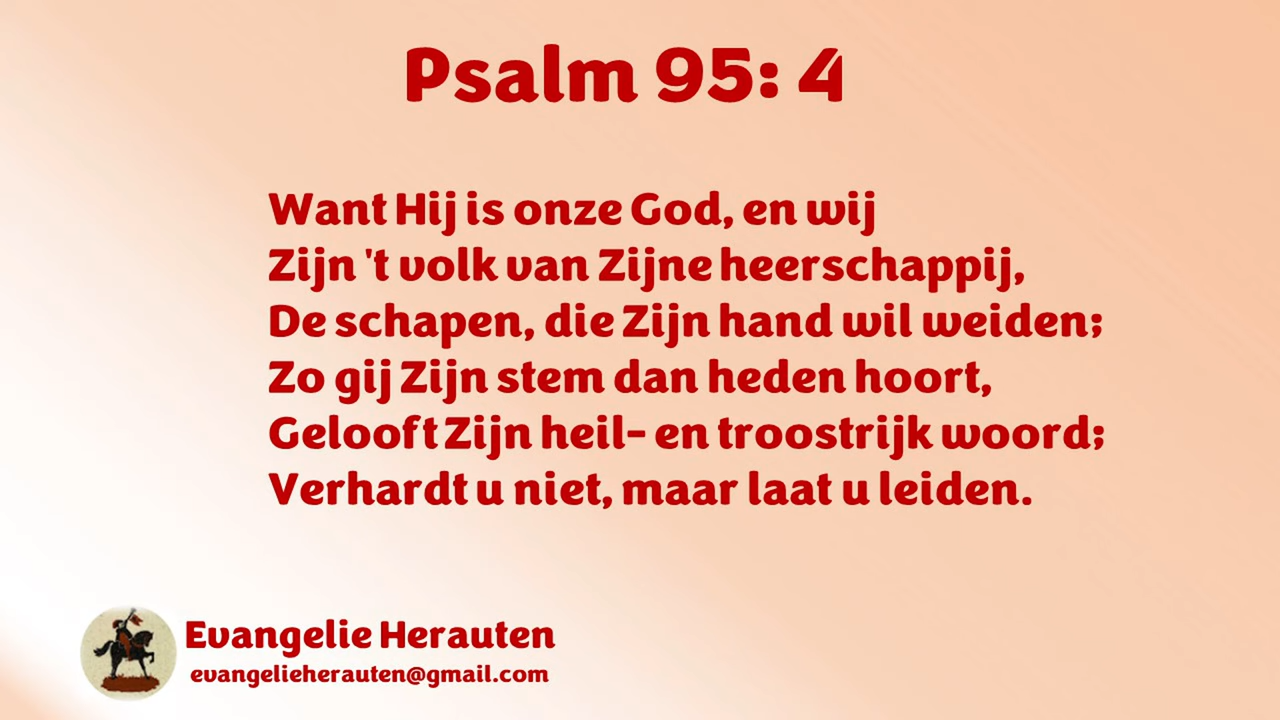 Psalm 95: 4
Want Hij is onze God, en wij
Zijn 't volk van Zijne heerschappij,
De schapen, die Zijn hand wil weiden;
Zo gij Zijn stem dan heden hoort,
Gelooft Zijn heil- en troostrijk woord;
Verhardt u niet, maar laat u leiden.
Evangelie Herauten
evangelieherauten@gmail.com